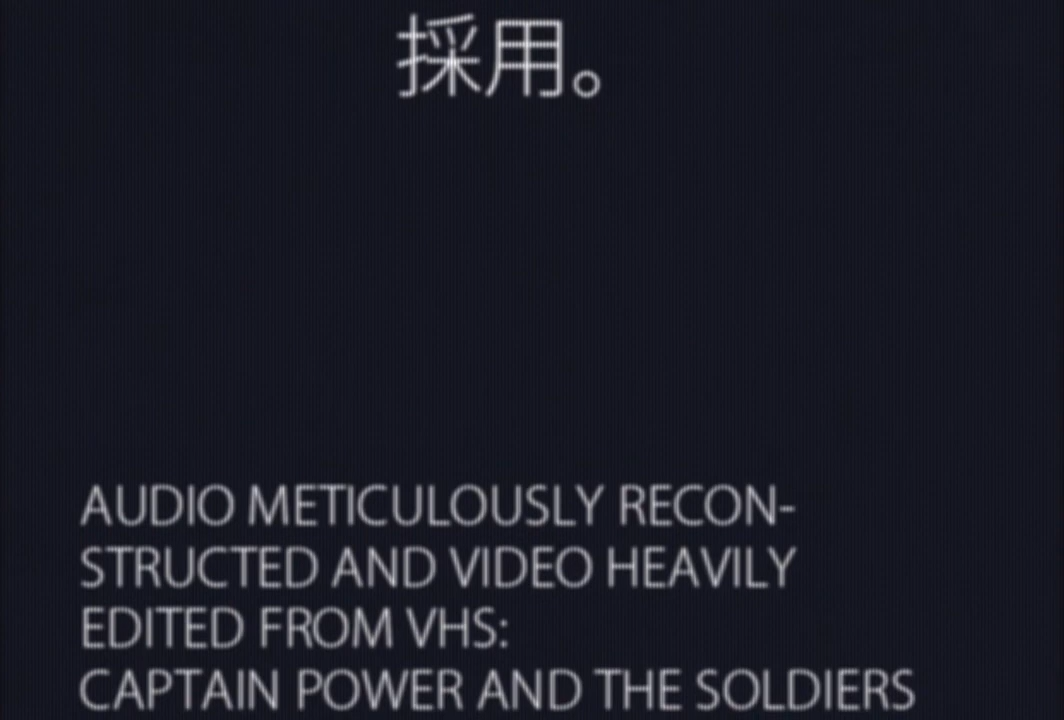 採用。
AUDIO METICULOUSLY RECON-
STRUCTED AND VIDEO HEAVILY
EDITED FROM VHS:
CAPTAIN POWER AND THE SOLDIERS